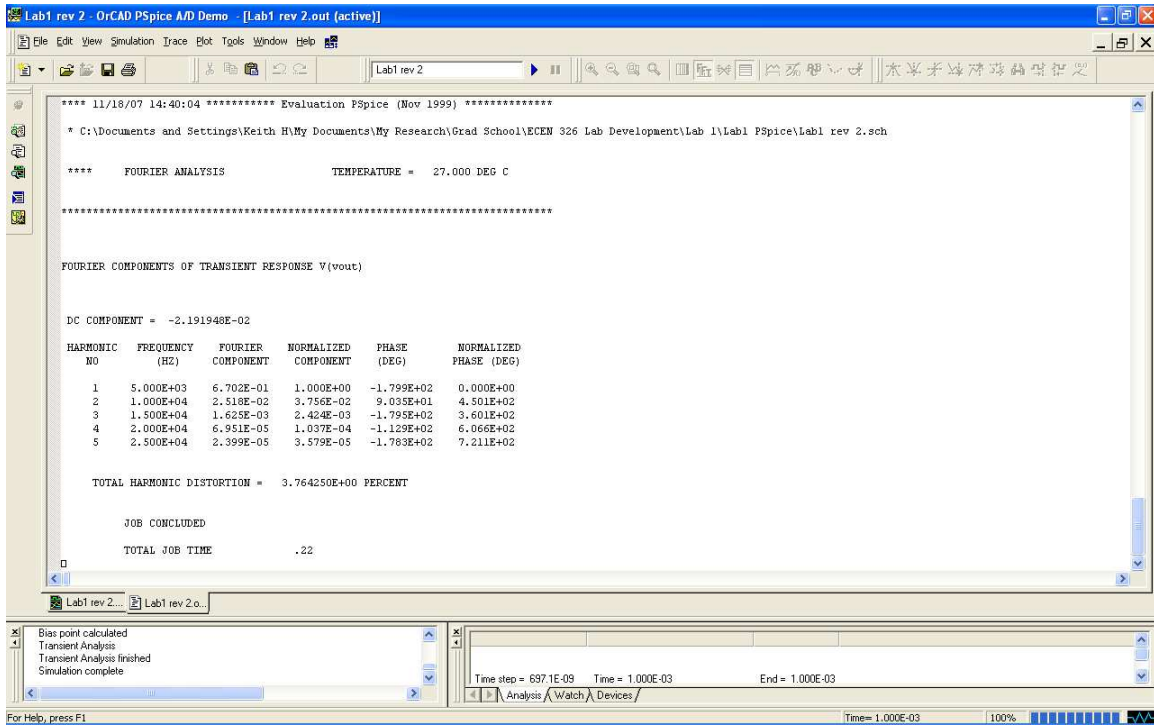 Lab1 rev 2 - OrCAD PSpice A/D Demo - [Lab1 rev 2.out (active)]
File Edit View Simulation Trace Plot Tools Window Help
Lab1 rev 2
**** 11/18/07 14:40:04 *********** Evaluation PSpice (Nov 1999) **************
* C:\Documents and Settings\Keith H\My Documents\My Research\Grad School\ECEN 326 Lab Development\Lab 1\Lab1 PSpice\Lab1 rev 2.sch
**** FOURIER ANALYSIS TEMPERATURE = 27.000 DEG C
******************************************************************************
FOURIER COMPONENTS OF TRANSIENT RESPONSE V(vout)
DC COMPONENT = -2.191948E-02
HARMONIC FREQUENCY FOURIER NORMALIZED PHASE NORMALIZED
NO (HZ) COMPONENT COMPONENT (DEG) PHASE (DEG)
1 5.000E+03 6.702E-01 1.000E+00 -1.799E+02 0.000E+00
2 1.000E+04 2.518E-02 3.756E-02 9.035E+01 4.501E+02
3 1.500E+04 1.625E-03 2.424E-03 -1.795E+02 3.601E+02
4 2.000E+04 6.951E-05 1.037E-04 -1.129E+02 6.066E+02
5 2.500E+04 2.399E-05 3.579E-05 -1.783E+02 7.211E+02
TOTAL HARMONIC DISTORTION = 3.764250E+00 PERCENT
JOB CONCLUDED
TOTAL JOB TIME .22
Lab1 rev 2.... Lab1 rev 2.o...
Bias point calculated
Transient Analysis
Transient Analysis finished
Simulation complete
Time step = 697.1E-09 Time = 1.000E-03 End = 1.000E-03
Analysis Watch Devices
For Help, press F1 Time= 1.000E-03 100%